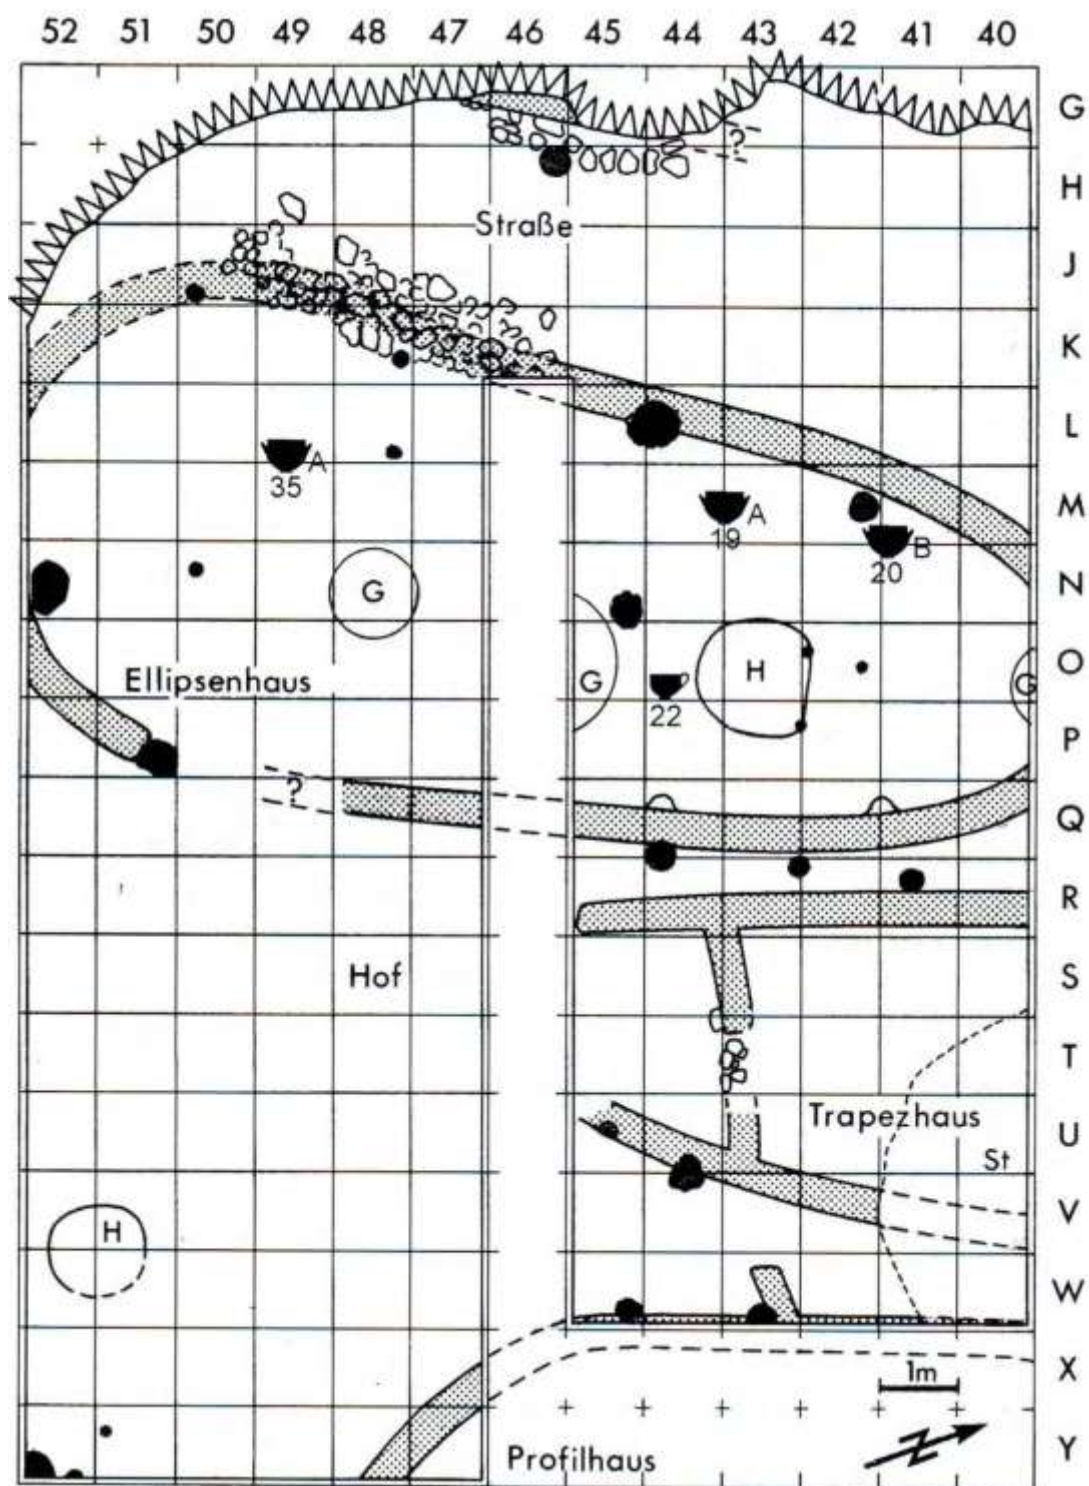 52 51 50 49 48 47 46 45 44 43 42 41 40
G
?
H
Straße
?
J
K
L
A
35
M
A
19
B
20
N
G
O
Ellipsenhaus
G
H
G
22
P
?
Q
R
Hof
S
T
Trapezhaus
U
St
H
V
W
X
1m
Profilhaus
Y